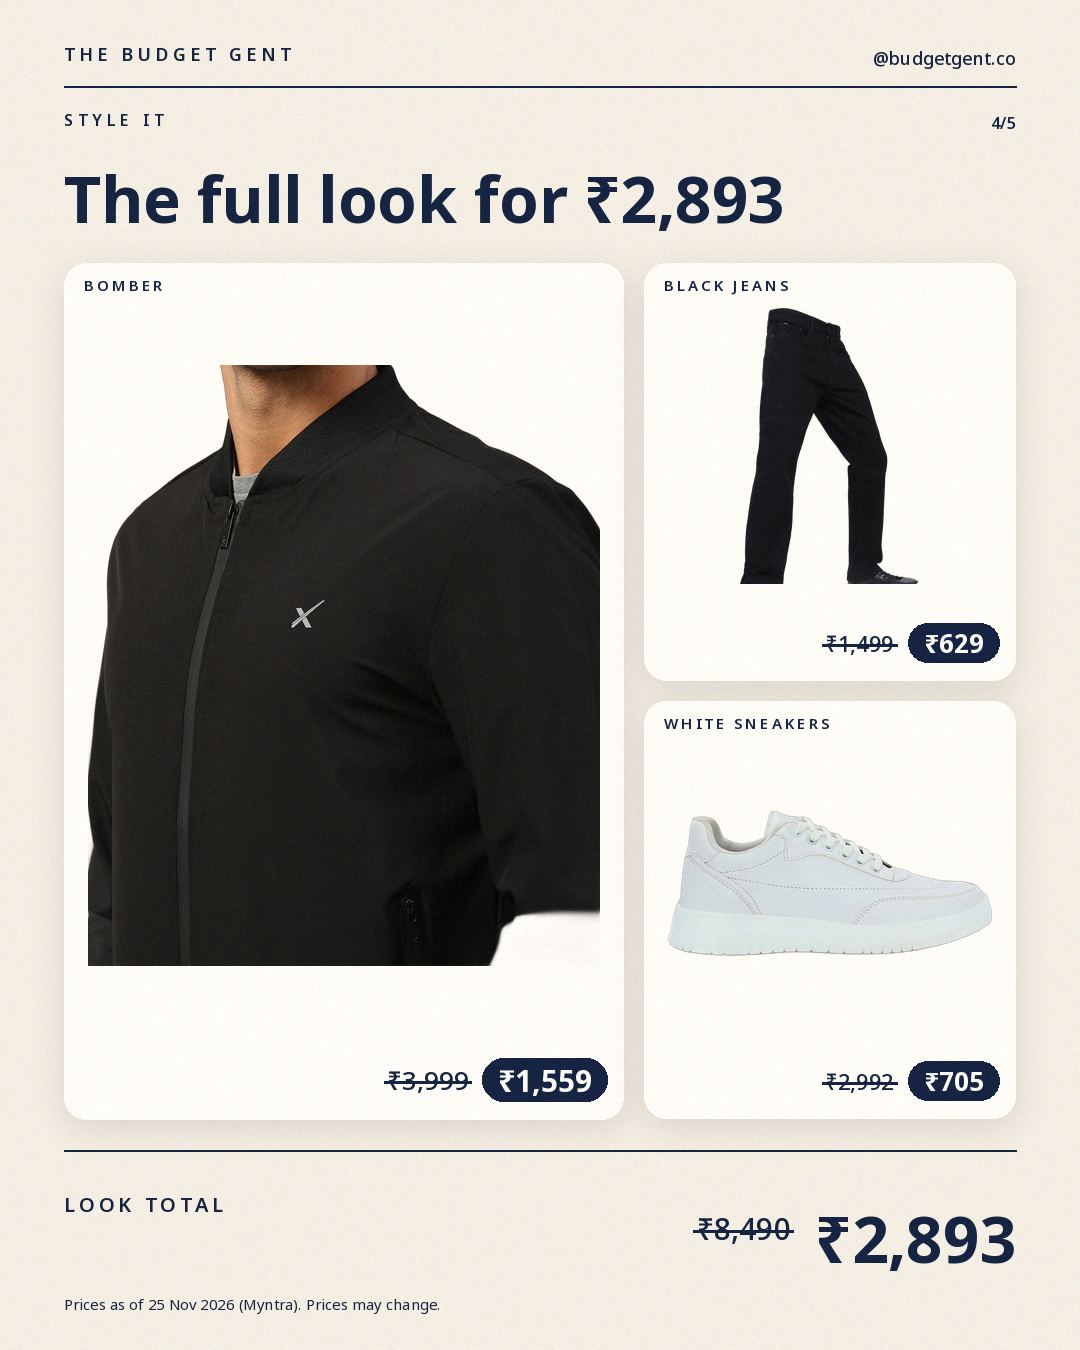 THE BUDGET GENT
@budgetgent.co
STYLE IT
4/5
The full look for ₹2,893
BOMBER
₹3,999 ₹1,559
BLACK JEANS
₹1,499 ₹629
WHITE SNEAKERS
₹2,992 ₹705
LOOK TOTAL
₹8,490 ₹2,893
Prices as of 25 Nov 2026 (Myntra). Prices may change.